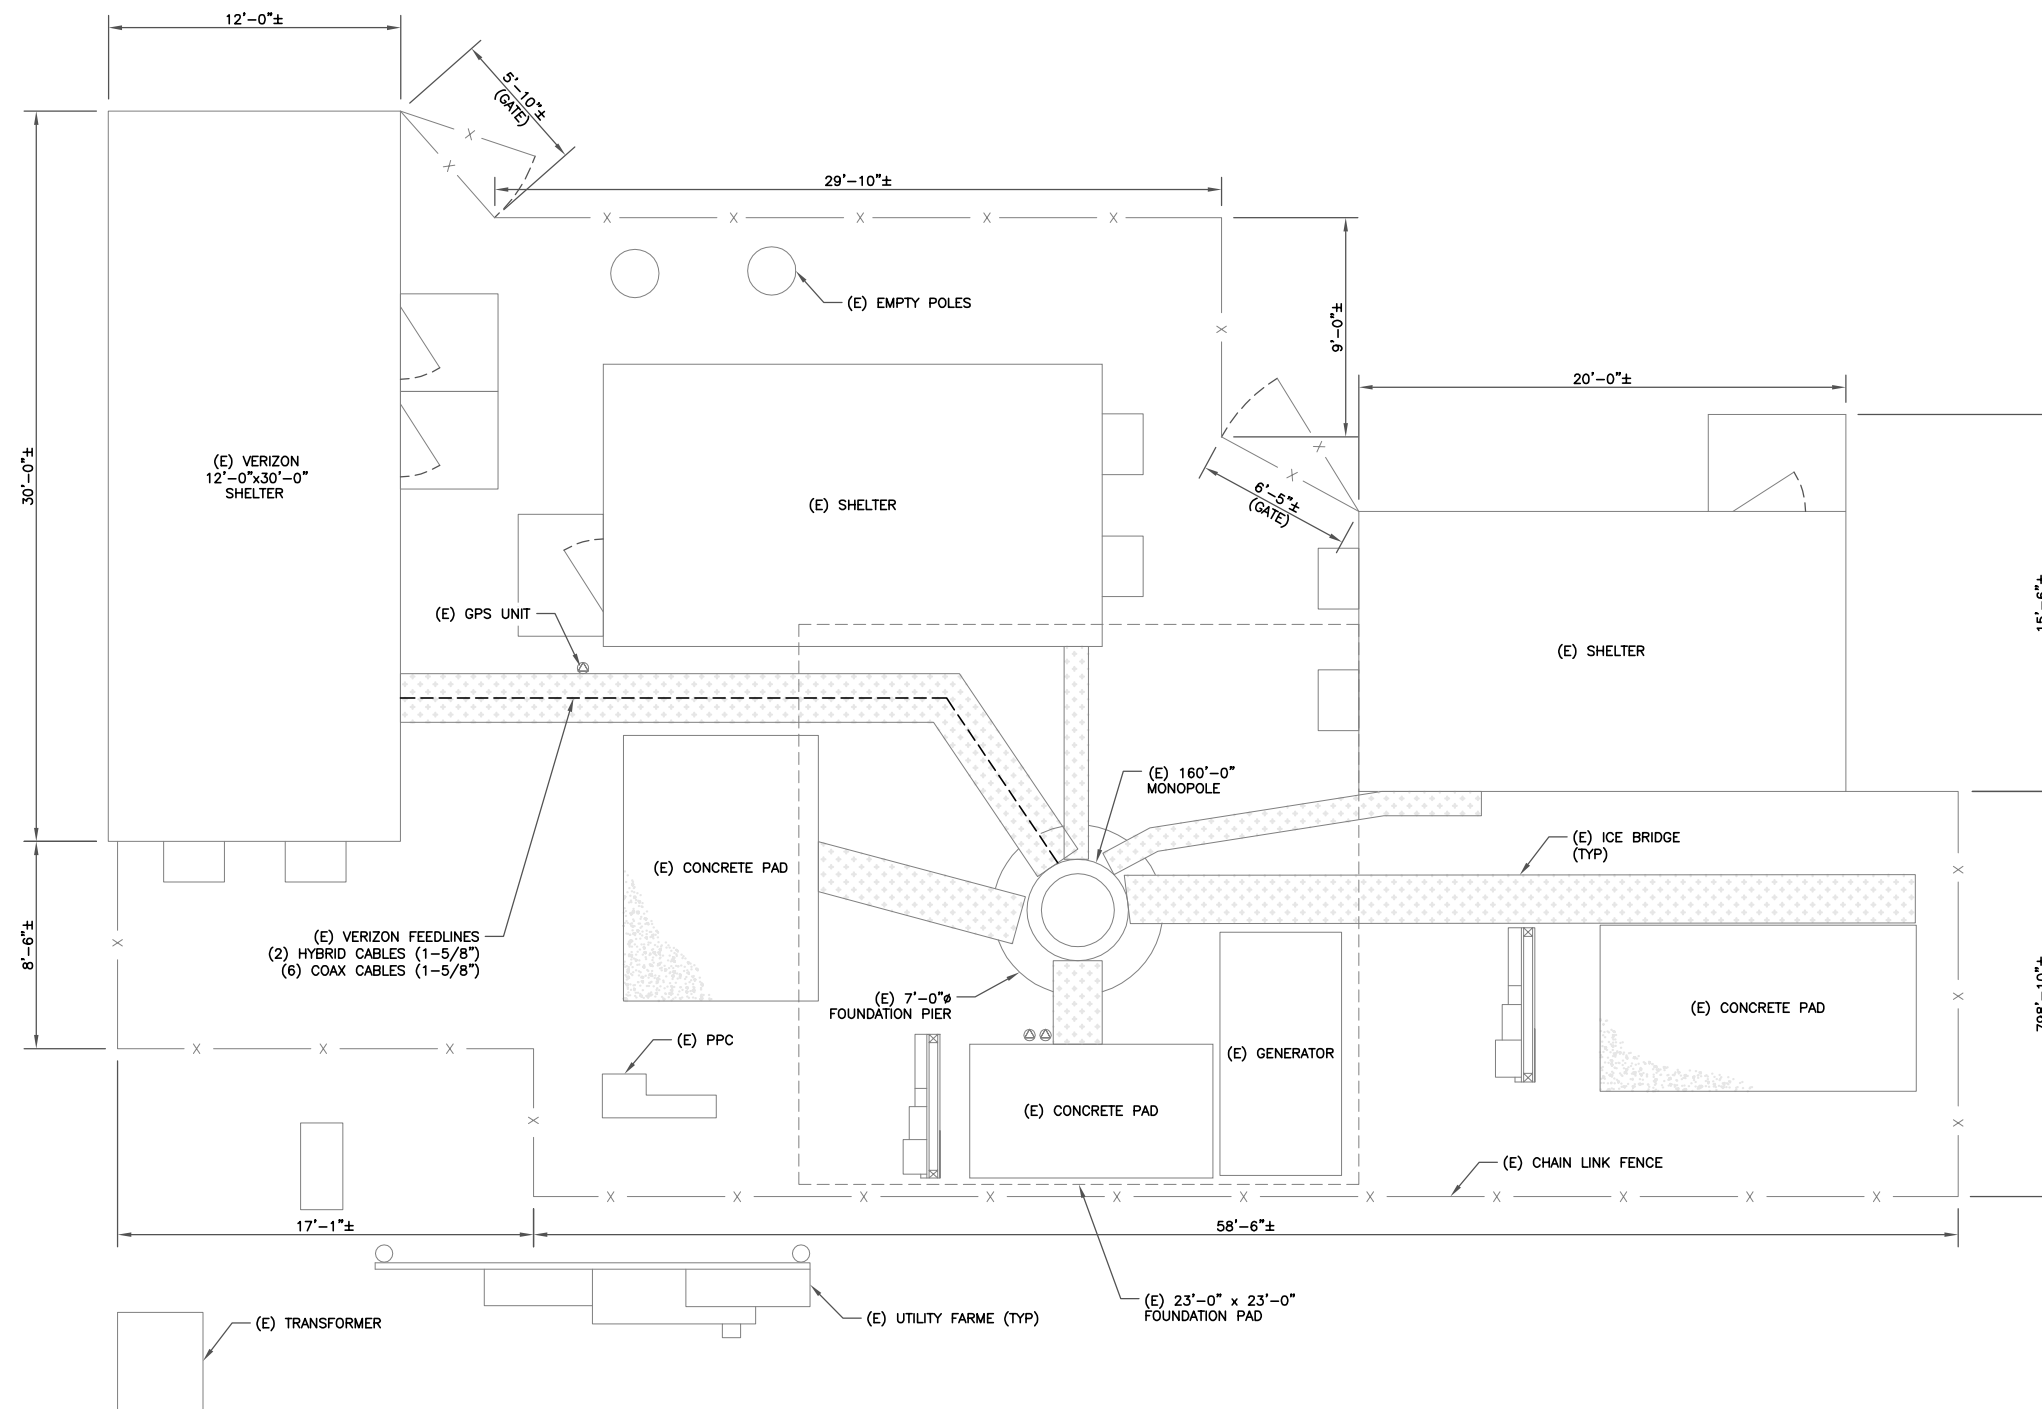 12'-0"±
5'-10"±
(GATE)
29'-10"±
(E) EMPTY POLES
9'-0"±
20'-0"±
30'-0"±
(E) VERIZON
12'-0"x30'-0"
SHELTER
(E) SHELTER
6'-5"±
(GATE)
(E) GPS UNIT
15'-6"±
(E) SHELTER
(E) 160'-0"
MONOPOLE
(E) ICE BRIDGE
(TYP)
(E) CONCRETE PAD
8'-6"±
(E) VERIZON FEEDLINES
(2) HYBRID CABLES (1-5/8")
(6) COAX CABLES (1-5/8")
(E) 7'-0"ø
FOUNDATION PIER
(E) CONCRETE PAD
(E) PPC
(E) GENERATOR
(E) CONCRETE PAD
(E) CHAIN LINK FENCE
17'-1"±
58'-6"±
(E) 23'-0" x 23'-0"
FOUNDATION PAD
(E) TRANSFORMER
(E) UTILITY FARME (TYP)